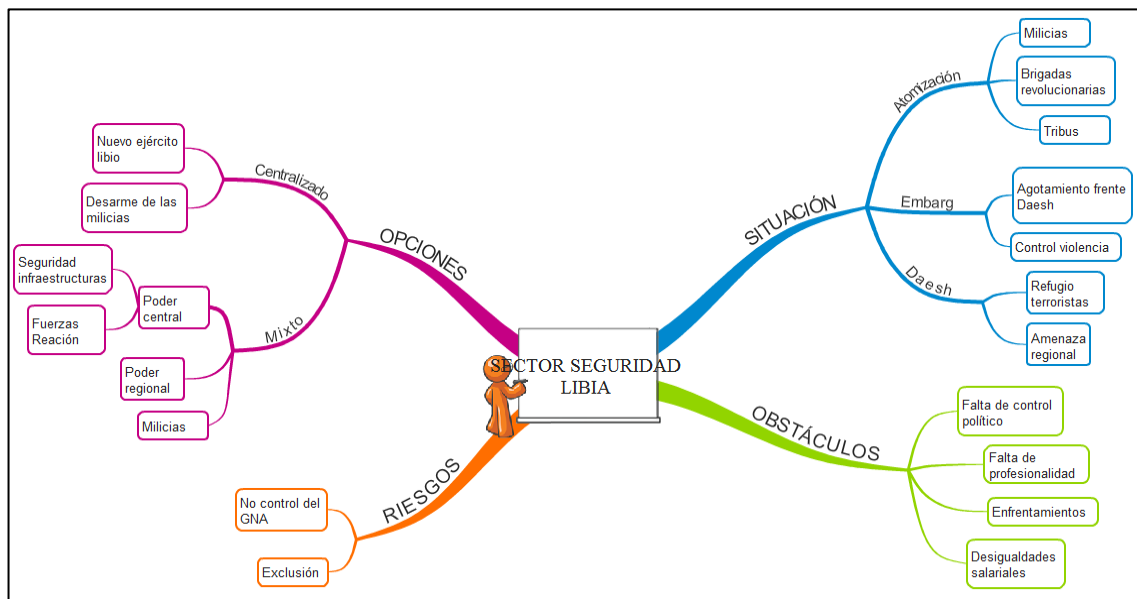 SECTOR SEGURIDAD
LIBIA
SITUACIÓN
Atomización
Milicias
Brigadas
revolucionarias
Tribus
Embarg
Agotamiento frente
Daesh
Control violencia
Daesh
Refugio
terroristas
Amenaza
regional
OBSTÁCULOS
Falta de control
político
Falta de
profesionalidad
Enfrentamientos
Desigualdades
salariales
RIESGOS
No control del
GNA
Exclusión
OPCIONES
Centralizado
Nuevo ejército
libio
Desarme de las
milicias
Mixto
Poder
central
Seguridad
infraestructuras
Fuerzas
Reación
Poder
regional
Milicias